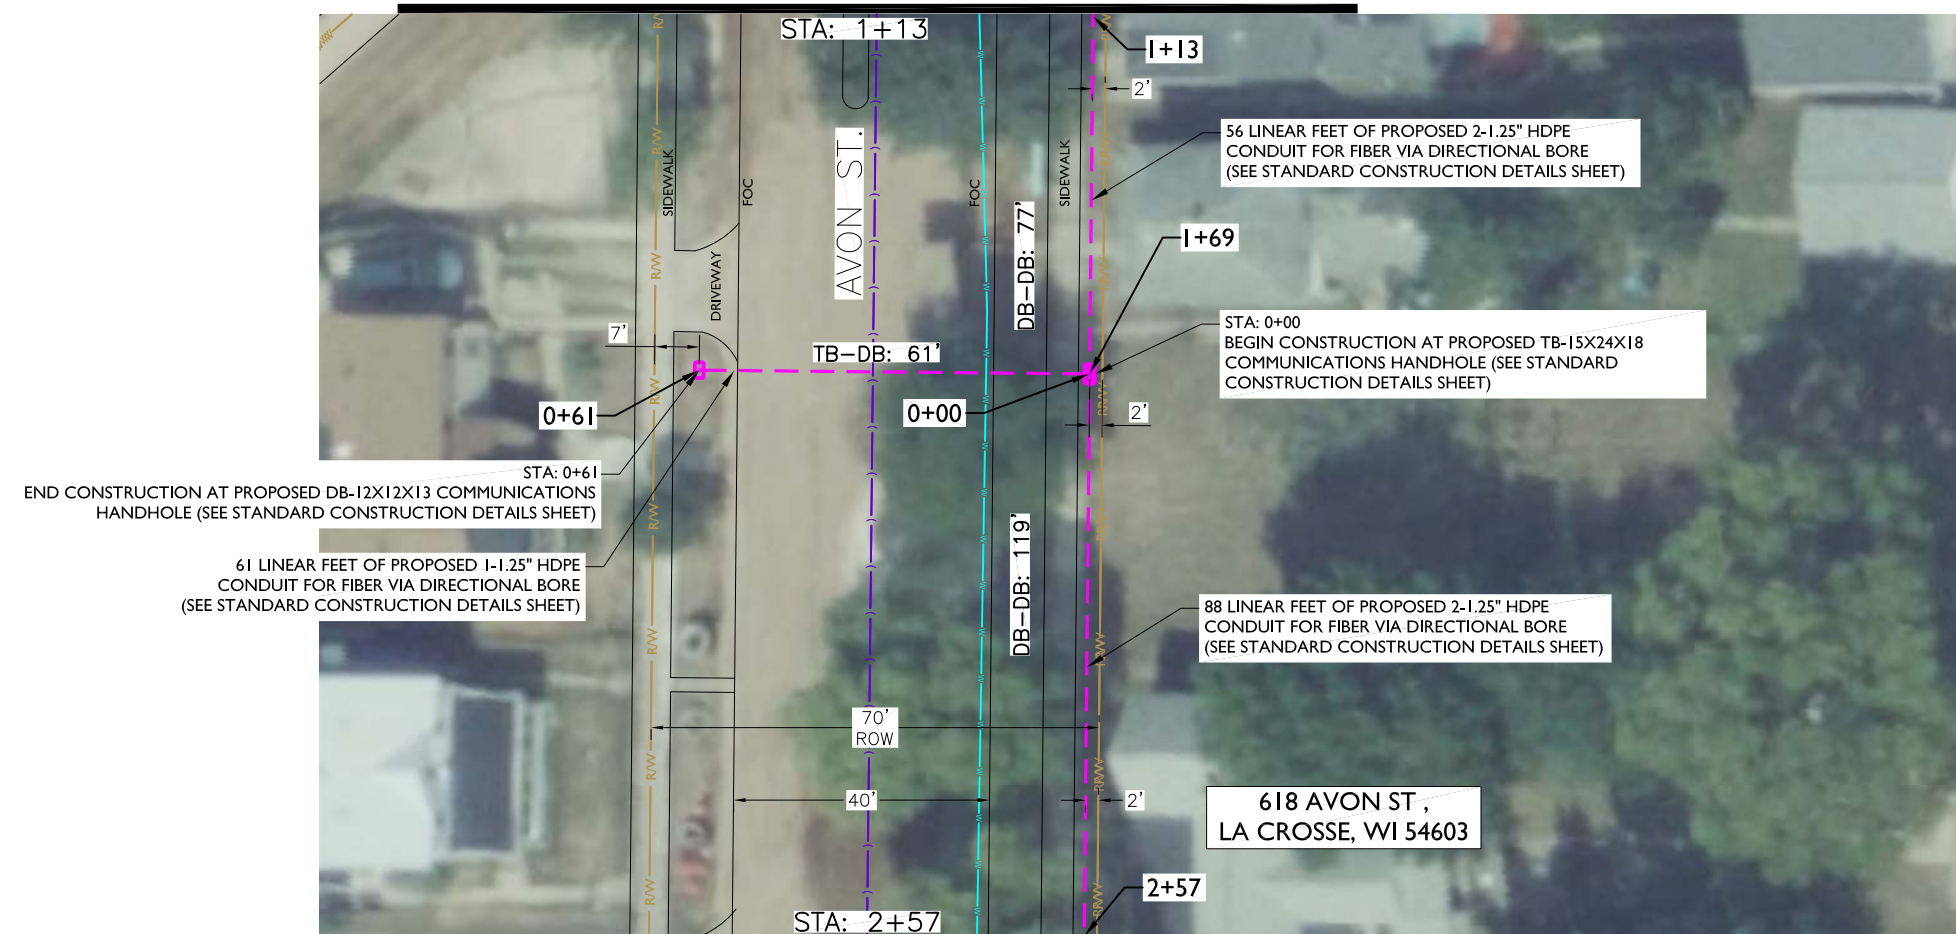 STA: 1+13
1+13
2'
56 LINEAR FEET OF PROPOSED 2-1.25" HDPE
CONDUIT FOR FIBER VIA DIRECTIONAL BORE
(SEE STANDARD CONSTRUCTION DETAILS SHEET)
R/W
R/W
R/W
SIDEWALK
FOC
AVON ST.
FOC
SIDEWALK
DB-DB: 77'
1+69
R/W
DRIVEWAY
7'
TB-DB: 61'
STA: 0+00
BEGIN CONSTRUCTION AT PROPOSED TB-15X24X18
COMMUNICATIONS HANDHOLE (SEE STANDARD
CONSTRUCTION DETAILS SHEET)
R/W
0+61
0+00
2'
STA: 0+61
END CONSTRUCTION AT PROPOSED DB-12X12X13 COMMUNICATIONS
HANDHOLE (SEE STANDARD CONSTRUCTION DETAILS SHEET)
R/W
DB-DB: 119'
61 LINEAR FEET OF PROPOSED 1-1.25" HDPE
CONDUIT FOR FIBER VIA DIRECTIONAL BORE
(SEE STANDARD CONSTRUCTION DETAILS SHEET)
88 LINEAR FEET OF PROPOSED 2-1.25" HDPE
CONDUIT FOR FIBER VIA DIRECTIONAL BORE
(SEE STANDARD CONSTRUCTION DETAILS SHEET)
R/W
R/W
70'
ROW
R/W
R/W
40'
2'
618 AVON ST ,
LA CROSSE, WI 54603
R/W
R/W
2+57
STA: 2+57